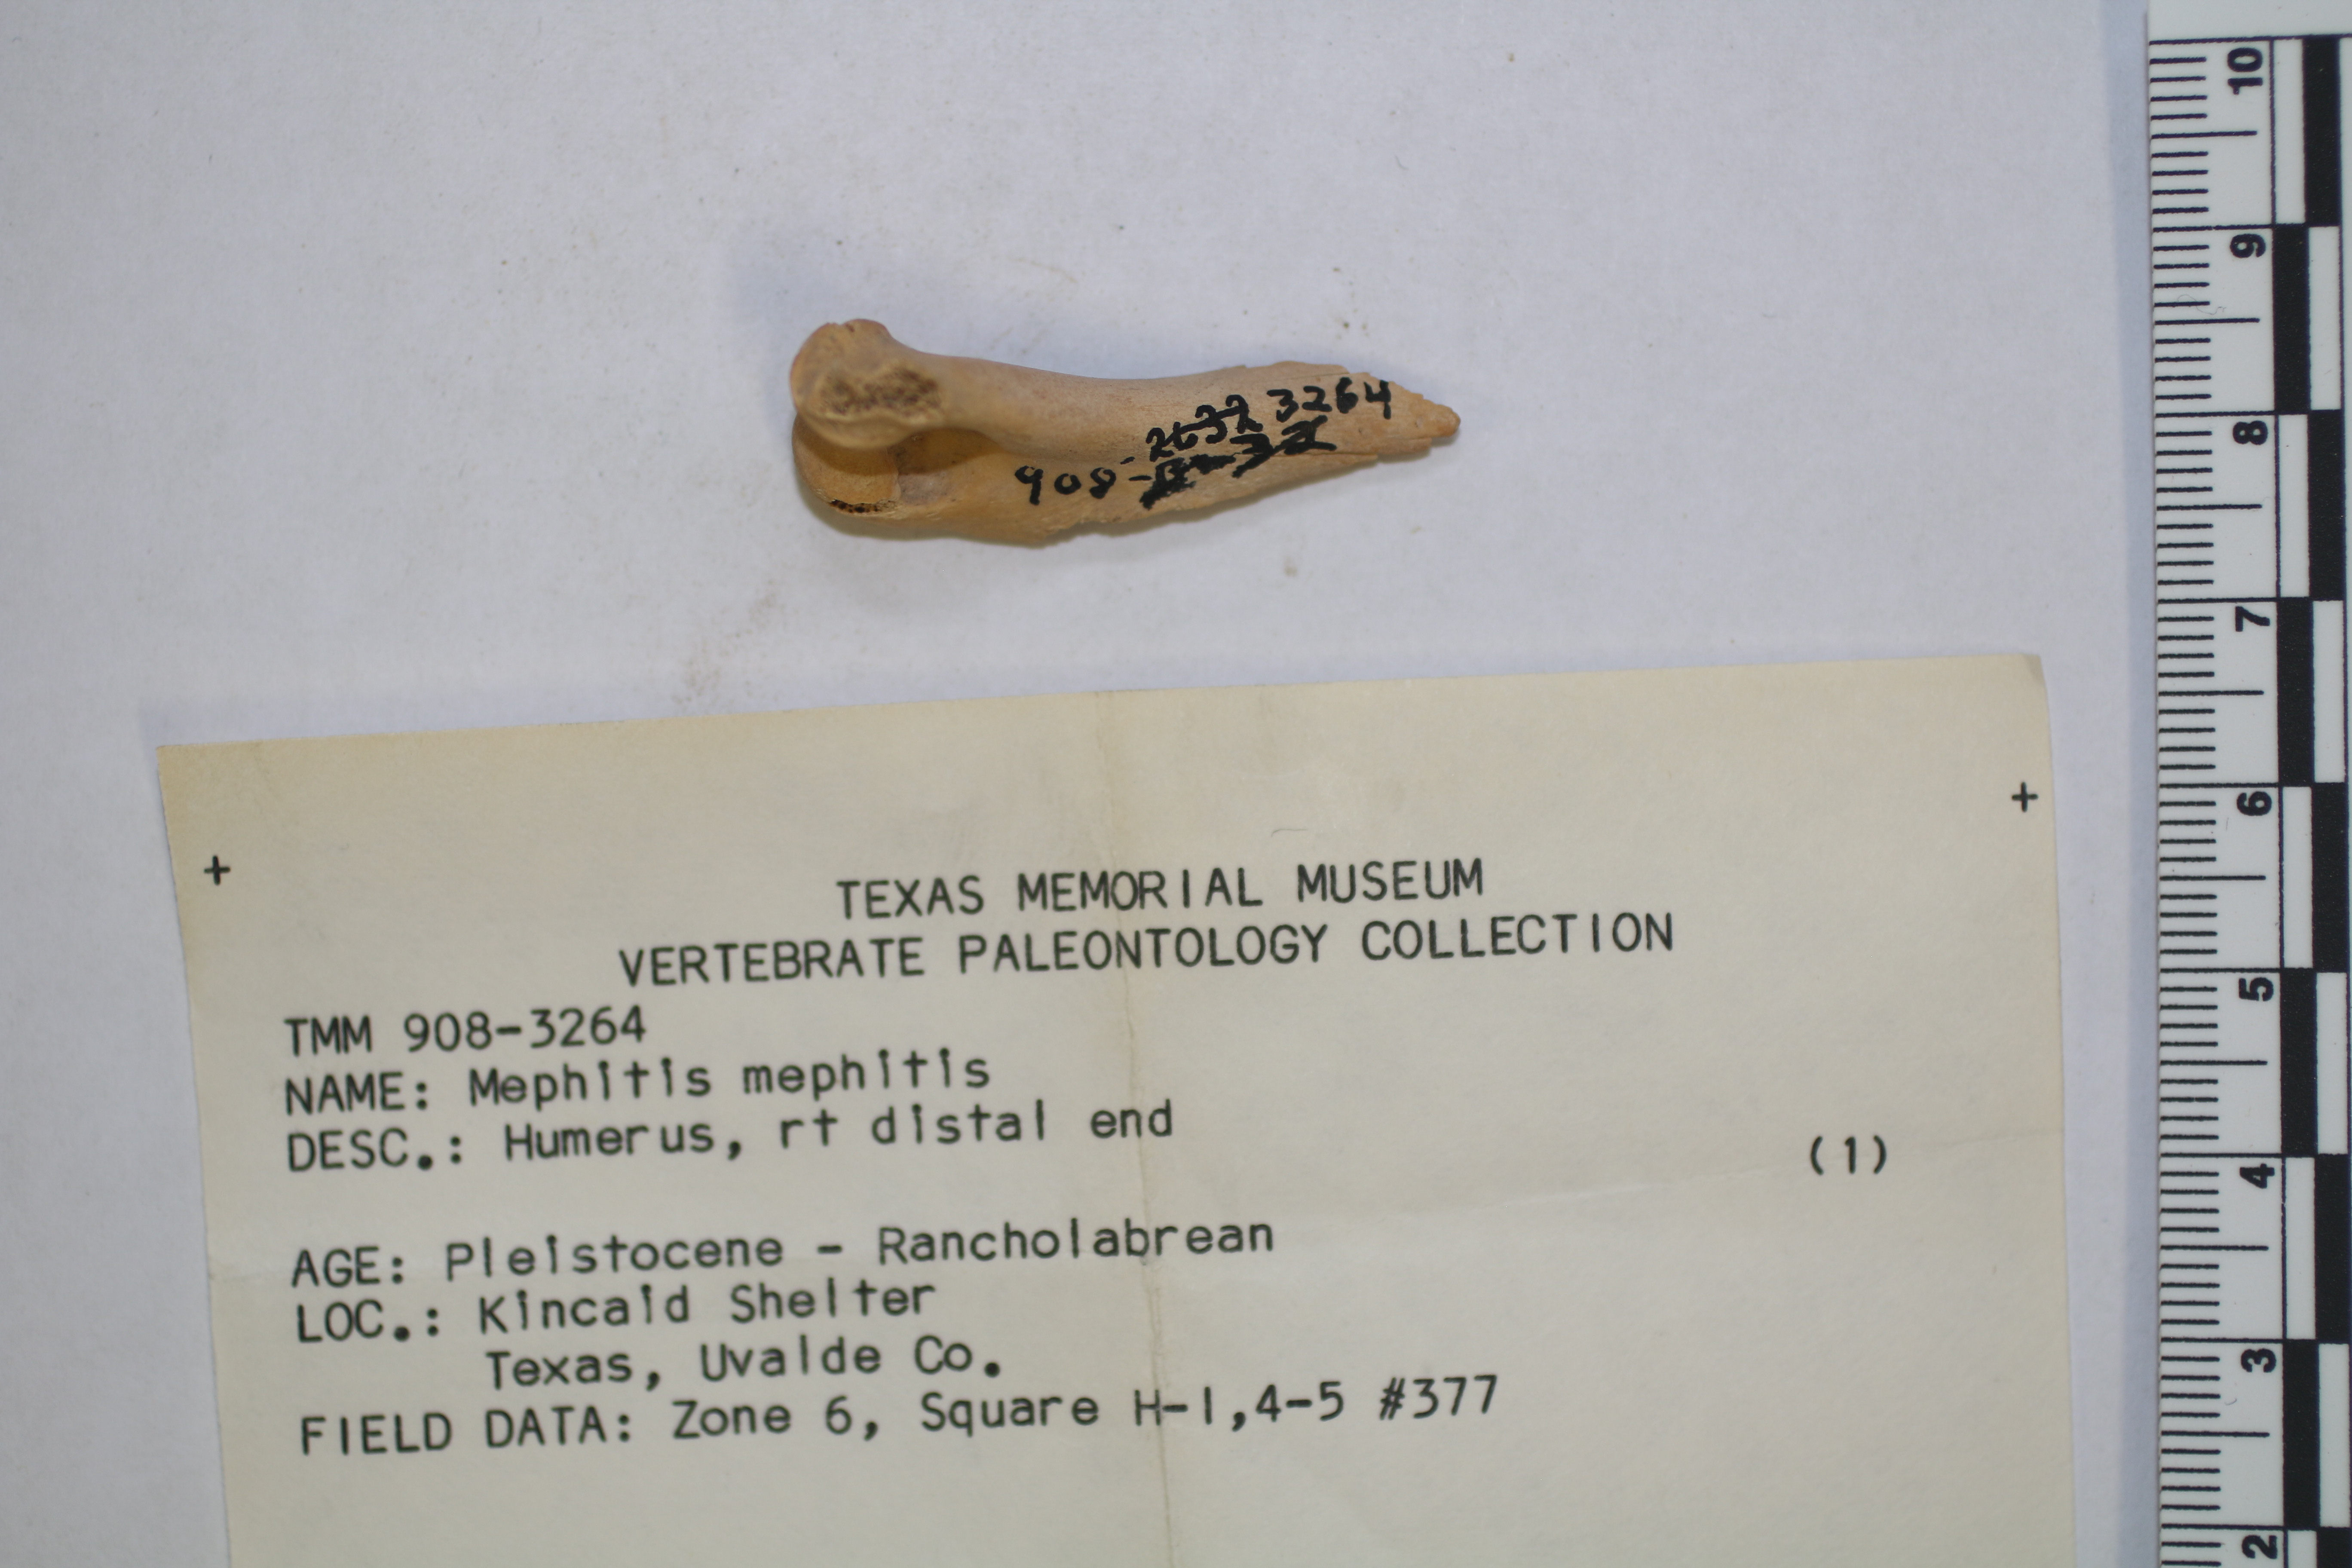 3264
908-
TEXAS MEMORIAL MUSEUM
VERTEBRATE PALEONTOLOGY COLLECTION
TMM 908-3264
NAME: Mephitis mephitis
DESC.: Humerus, rt distal end
(1)
AGE: Pleistocene - Rancholabrean
LOC.: Kincaid Shelter
Texas, Uvalde Co.
FIELD DATA: Zone 6, Square H-1,4-5 #377
10
9
8
7
6
5
4
3
2